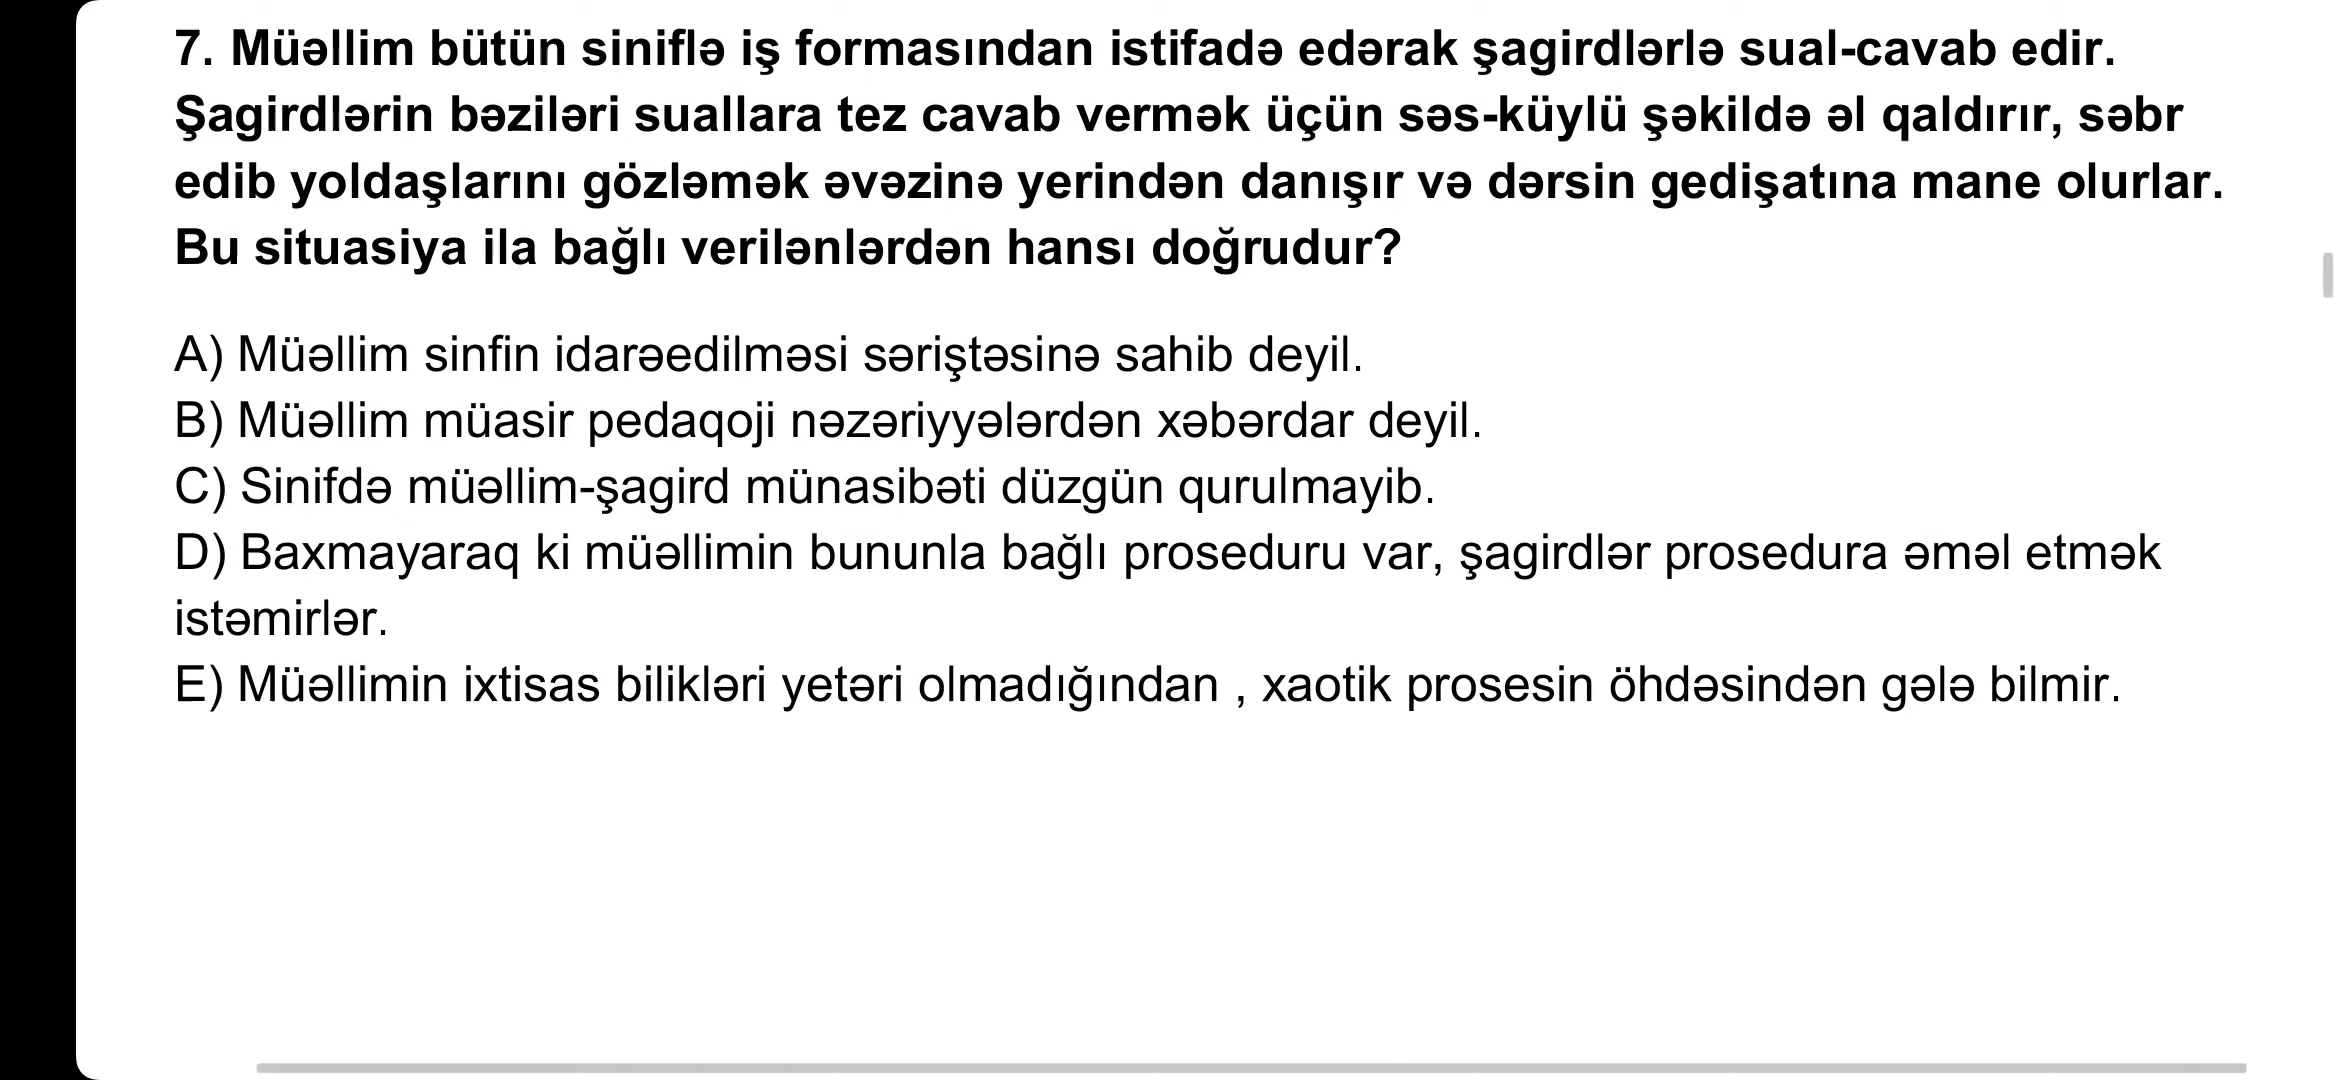 7. Müəllim bütün siniflə iş formasından istifadə edərak şagirdlərlə sual-cavab edir.
Şagirdlərin bəziləri suallara tez cavab vermək üçün səs-küylü şəkildə əl qaldırır, səbr
edib yoldaşlarını gözləmək əvəzinə yerindən danışır və dərsin gedişatına mane olurlar.
Bu situasiya ila bağlı verilənlərdən hansı doğrudur?
A) Müəllim sinfin idarəedilməsi səriştəsinə sahib deyil.
B) Müəllim müasir pedaqoji nəzəriyyələrdən xəbərdar deyil.
C) Sinifdə müəllim-şagird münasibəti düzgün qurulmayib.
D) Baxmayaraq ki müəllimin bununla bağlı proseduru var, şagirdlər prosedura əməl etmək
istəmirlər.
E) Müəllimin ixtisas bilikləri yetəri olmadığından , xaotik prosesin öhdəsindən gələ bilmir.